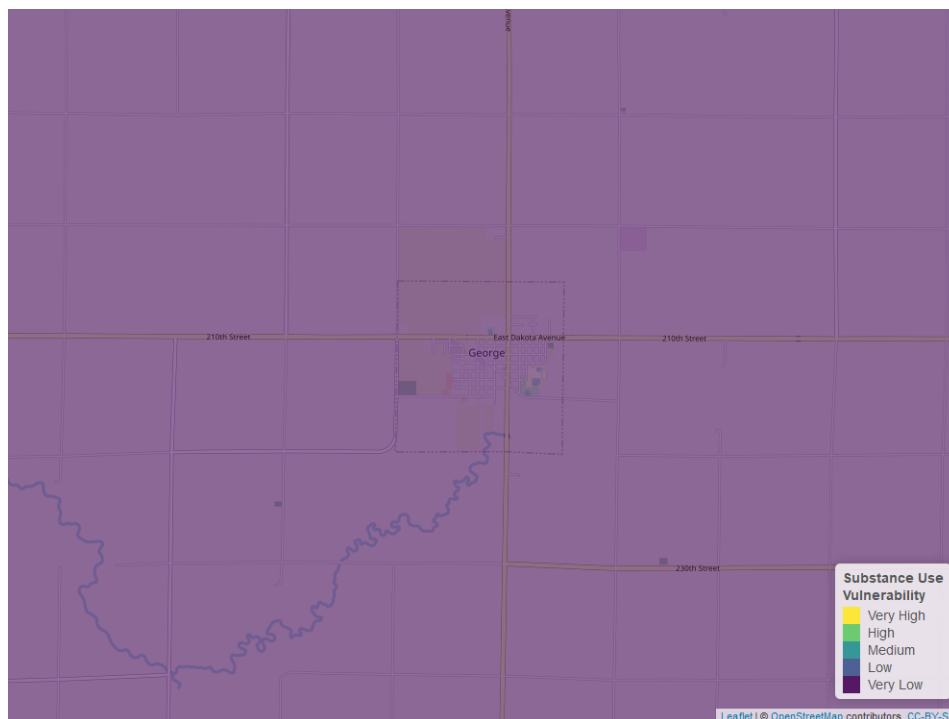 venue
210th Street
East Dakota Avenue
210th Street
George
230th Street
Substance Use
Vulnerability
Very High
High
Medium
Low
Very Low
Leaflet | © OpenStreetMap contributors, CC-BY-S